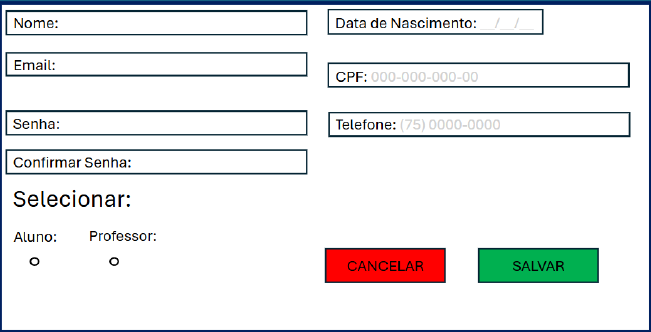 Nome:
Data de Nascimento: __/__/__
Email:
CPF: 000-000-000-00
Senha:
Telefone: (75) 0000-0000
Confirmar Senha:
Selecionar:
Aluno: Professor:
CANCELAR SALVAR